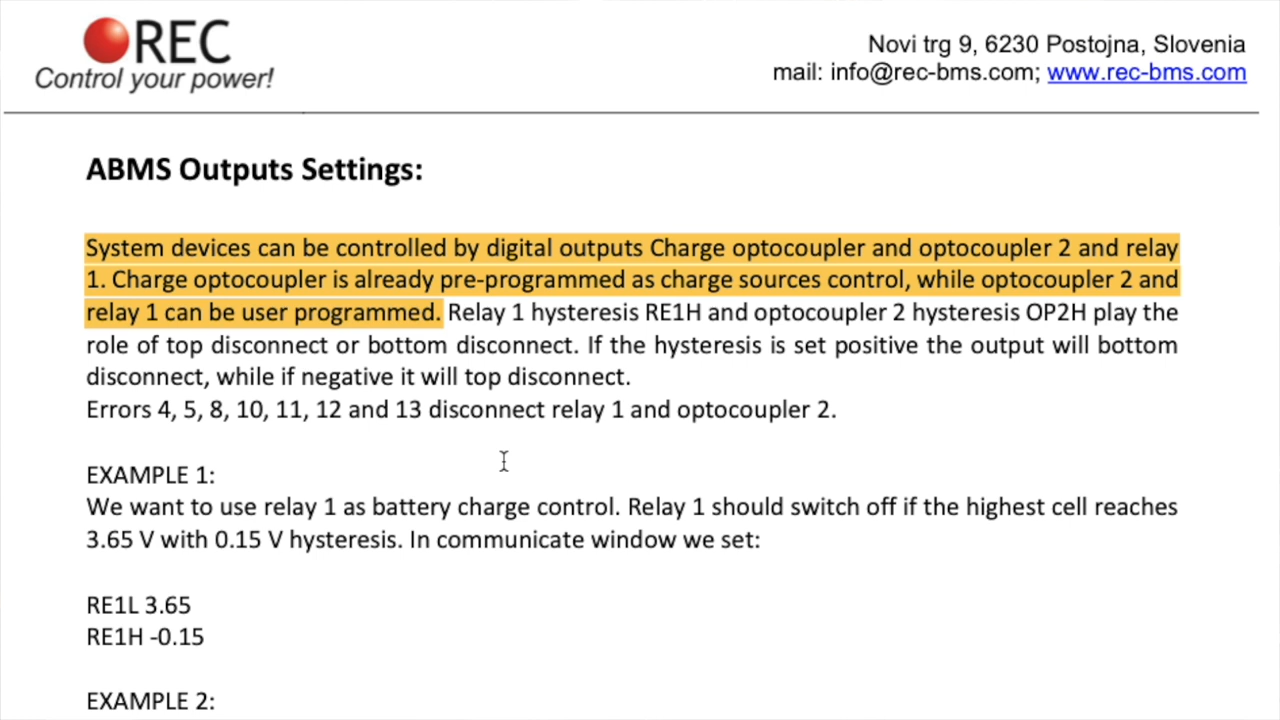 REC
Control your power!
Novi trg 9, 6230 Postojna, Slovenia
mail: info@rec-bms.com; www.rec-bms.com
ABMS Outputs Settings:
System devices can be controlled by digital outputs Charge optocoupler and optocoupler 2 and relay
1. Charge optocoupler is already pre-programmed as charge sources control, while optocoupler 2 and
relay 1 can be user programmed. Relay 1 hysteresis RE1H and optocoupler 2 hysteresis OP2H play the
role of top disconnect or bottom disconnect. If the hysteresis is set positive the output will bottom
disconnect, while if negative it will top disconnect.
Errors 4, 5, 8, 10, 11, 12 and 13 disconnect relay 1 and optocoupler 2.
EXAMPLE 1:
We want to use relay 1 as battery charge control. Relay 1 should switch off if the highest cell reaches
3.65 V with 0.15 V hysteresis. In communicate window we set:
RE1L 3.65
RE1H -0.15
EXAMPLE 2: